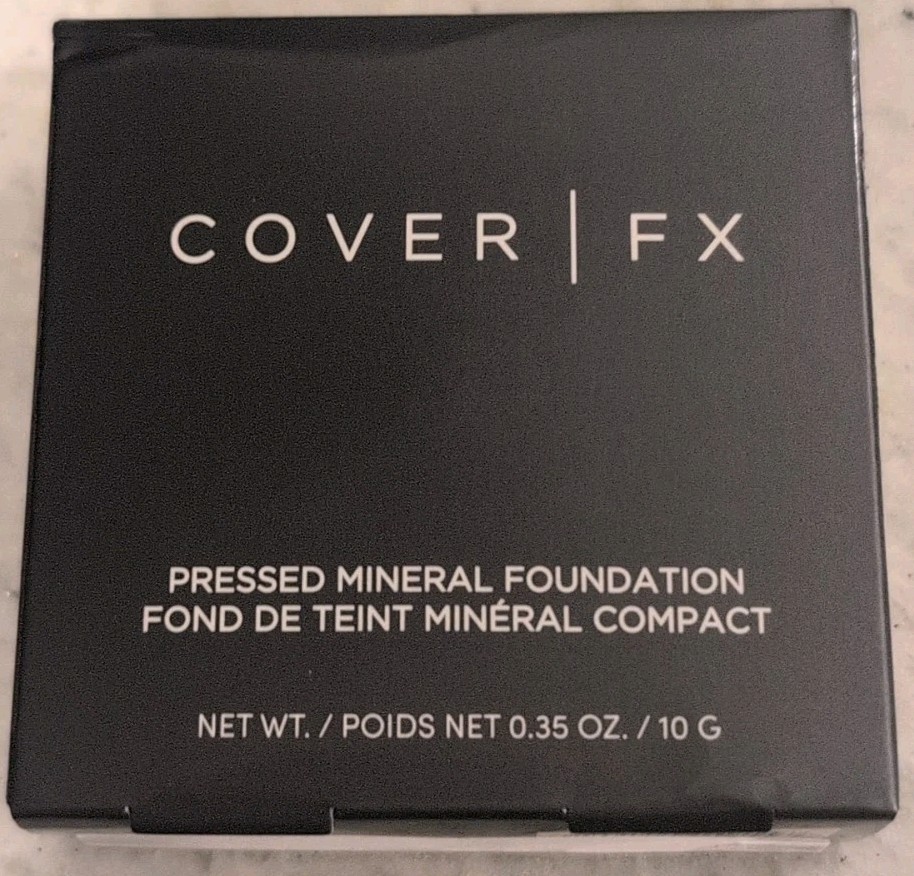 COVER | FX
PRESSED MINERAL FOUNDATION
FOND DE TEINT MINÉRAL COMPACT
NET WT. / POIDS NET 0.35 OZ. / 10 G